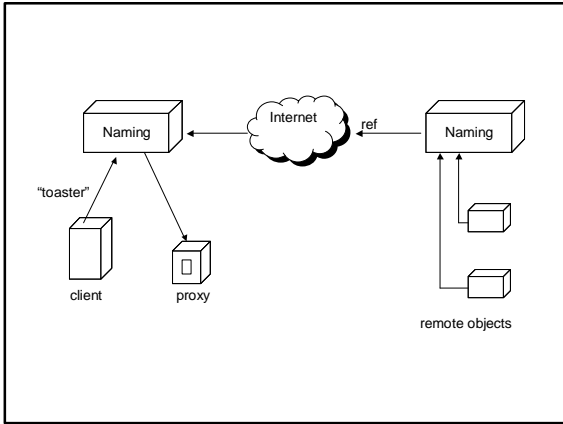 Internet
Naming
ref
Naming
“toaster”
client
proxy
remote objects